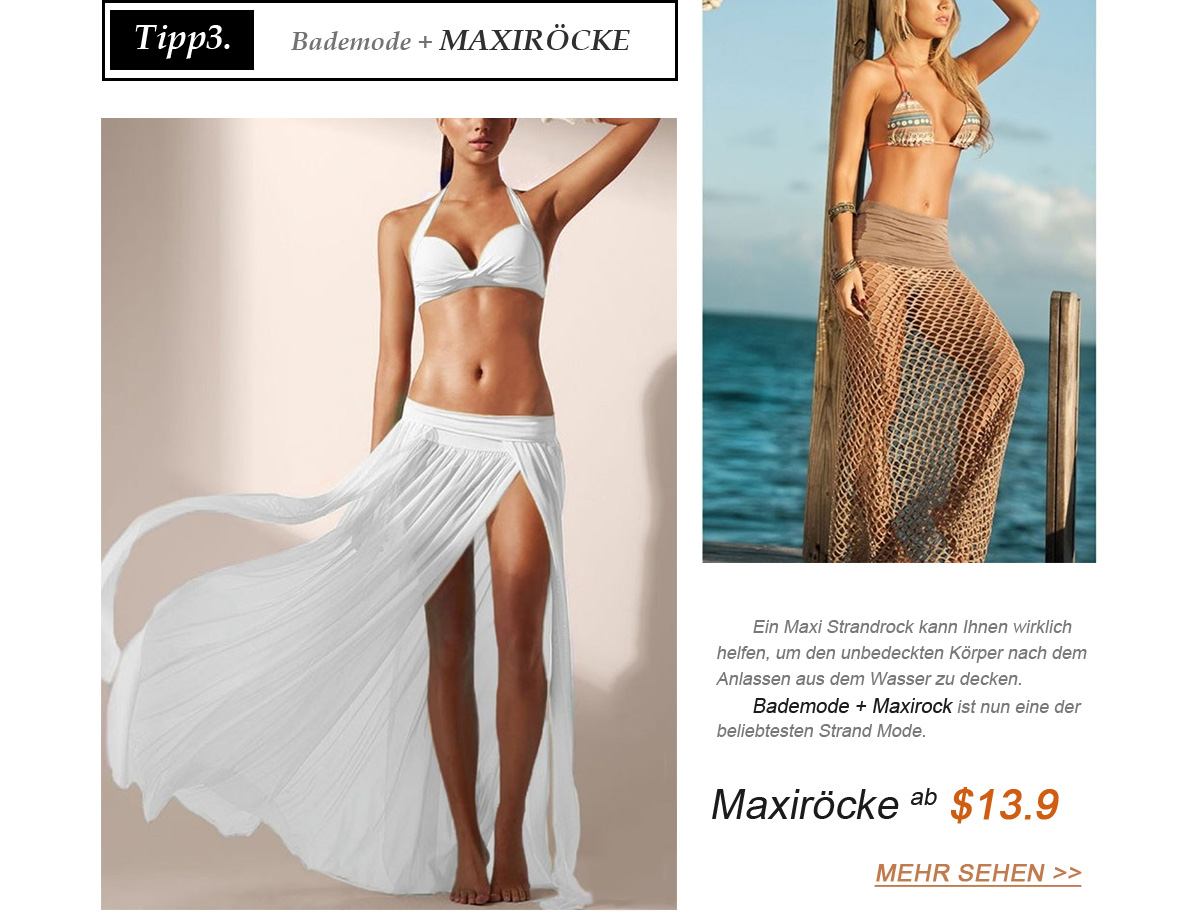 Tipp3. Bademode + MAXIRÖCKE
Ein Maxi Strandrock kann Ihnen wirklich
helfen, um den unbedeckten Körper nach dem
Anlassen aus dem Wasser zu decken.
Bademode + Maxirock ist nun eine der
beliebtesten Strand Mode.
Maxiröcke ab $13.9
MEHR SEHEN >>